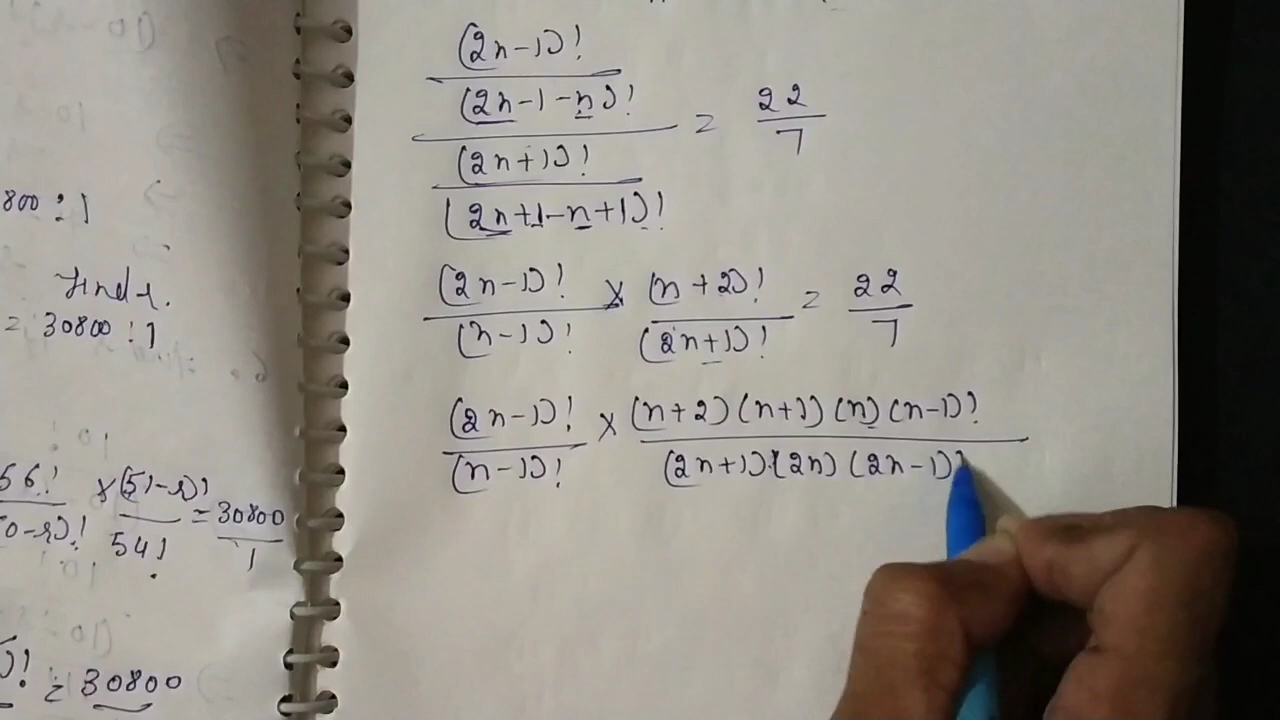 800 : 1
find r.
= 30800 : 1
56! × (51-r)! = 30800
54! 1
)! = 30800
(2n-1)!
(2n-1-n)! = 22
(2n+1)! 7
(2n+1-n+1)!
(2n-1)! × (n+2)! = 22
(n-1)! (2n+1)! 7
(2n-1)! × (n+2) (n+1) (n) (n-1)!
(n-1)! (2n+1) (2n) (2n-1)!